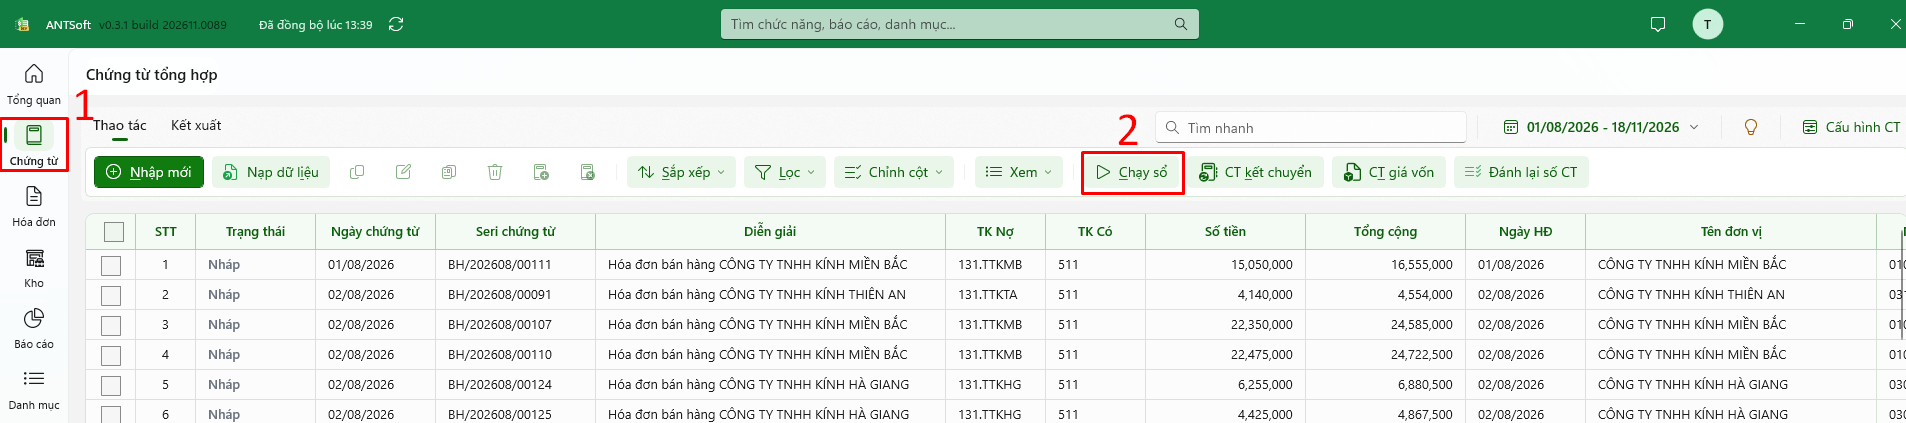 ANTSoft v0.3.1 build 202611.0089 Đã đồng bộ lúc 13:39 Tìm chức năng, báo cáo, danh mục... T
Tổng quan
Chứng từ
Hóa đơn
Kho
Báo cáo
Danh mục
Chứng từ tổng hợp
1
Thao tác Kết xuất 2 Tìm nhanh 01/08/2026 - 18/11/2026 Cấu hình CT
Nhập mới Nạp dữ liệu Sắp xếp Lọc Chỉnh cột Xem Chạy sổ CT kết chuyển CT giá vốn Đánh lại số CT
STT Trạng thái Ngày chứng từ Seri chứng từ Diễn giải TK Nợ TK Có Số tiền Tổng cộng Ngày HĐ Tên đơn vị
1 Nháp 01/08/2026 BH/202608/00111 Hóa đơn bán hàng CÔNG TY TNHH KÍNH MIỀN BẮC 131.TTKMB 511 15,050,000 16,555,000 01/08/2026 CÔNG TY TNHH KÍNH MIỀN BẮC 010
2 Nháp 02/08/2026 BH/202608/00091 Hóa đơn bán hàng CÔNG TY TNHH KÍNH THIÊN AN 131.TTKTA 511 4,140,000 4,554,000 02/08/2026 CÔNG TY TNHH KÍNH THIÊN AN 031
3 Nháp 02/08/2026 BH/202608/00107 Hóa đơn bán hàng CÔNG TY TNHH KÍNH MIỀN BẮC 131.TTKMB 511 22,350,000 24,585,000 02/08/2026 CÔNG TY TNHH KÍNH MIỀN BẮC 010
4 Nháp 02/08/2026 BH/202608/00110 Hóa đơn bán hàng CÔNG TY TNHH KÍNH MIỀN BẮC 131.TTKMB 511 22,475,000 24,722,500 02/08/2026 CÔNG TY TNHH KÍNH MIỀN BẮC 010
5 Nháp 02/08/2026 BH/202608/00124 Hóa đơn bán hàng CÔNG TY TNHH KÍNH HÀ GIANG 131.TTKHG 511 6,255,000 6,880,500 02/08/2026 CÔNG TY TNHH KÍNH HÀ GIANG 030
6 Nháp 02/08/2026 BH/202608/00125 Hóa đơn bán hàng CÔNG TY TNHH KÍNH HÀ GIANG 131.TTKHG 511 4,425,000 4,867,500 02/08/2026 CÔNG TY TNHH KÍNH HÀ GIANG 030